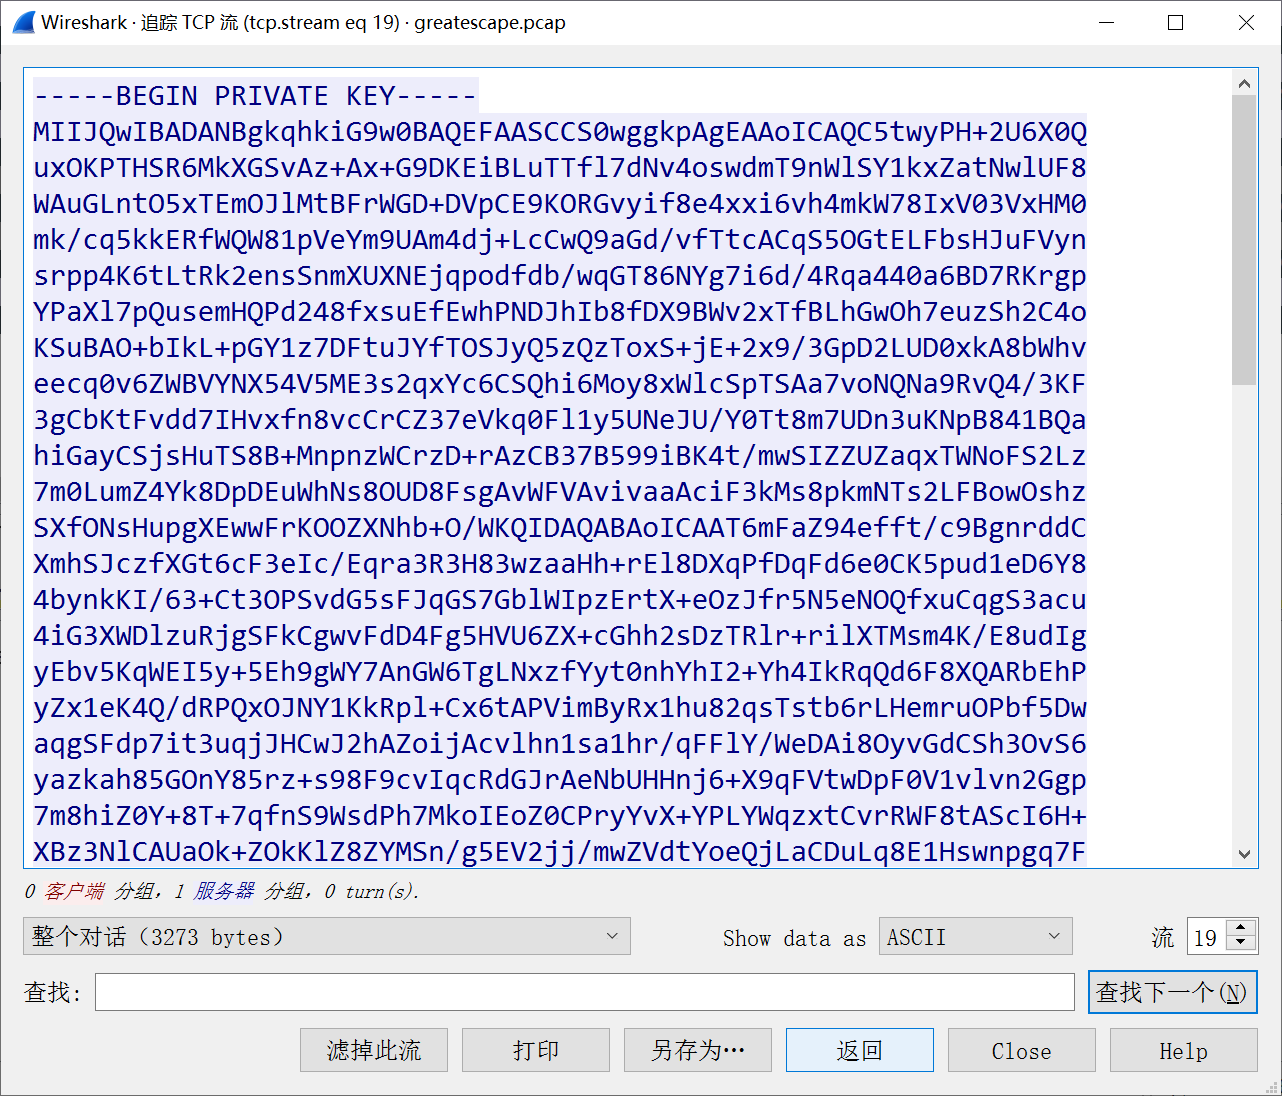 Wireshark · 追踪 TCP 流 (tcp.stream eq 19) · greatescape.pcap
-----BEGIN PRIVATE KEY-----
MIIJQwIBADANBgkqhkiG9w0BAQEFAASCCS0wggkpAgEAAoICAQC5twyPH+2U6X0Q
uxOKPTHSR6MkXGSvAz+Ax+G9DKEiBLuTTfl7dNv4oswdmT9nWlSY1kxZatNwlUF8
WAuGLntO5xTEmOJlMtBFrWGD+DVpCE9KORGvyif8e4xxi6vh4mkW78IxV03VxHM0
mk/cq5kkERfWQW81pVeYm9UAm4dj+LcCwQ9aGd/vfTtcACqS5OGtELFbsHJuFVyn
srpp4K6tLtRk2ensSnmXUXNEjqpodfdb/wqGT86NYg7i6d/4Rqa440a6BD7RKrgp
YPaXl7pQusemHQPd248fxsuEfEwhPNDJhIb8fDX9BWv2xTfBLhGwOh7euzSh2C4o
KSuBAO+bIkL+pGY1z7DFtuJYfTOSJyQ5zQzToxS+jE+2x9/3GpD2LUD0xkA8bWhv
eecq0v6ZWBVYNX54V5ME3s2qxYc6CSQhi6Moy8xWlcSpTSAa7voNQNa9RvQ4/3KF
3gCbKtFvdd7IHvxfn8vcCrCZ37eVkq0Fl1y5UNeJU/Y0Tt8m7UDn3uKNpB841BQa
hiGayCSjsHuTS8B+MnpnzWCrzD+rAzCB37B599iBK4t/mwSIZZUZaqxTWNoFS2Lz
7m0LumZ4Yk8DpDEuWhNs8OUD8FsgAvWFVAvivaaAciF3kMs8pkmNTs2LFBowOshz
SXfONsHupgXEwwFrKOOZXNhb+O/WKQIDAQABAoICAAT6mFaZ94efft/c9BgnrddC
XmhSJczfXGt6cF3eIc/Eqra3R3H83wzaaHh+rEl8DXqPfDqFd6e0CK5pud1eD6Y8
4bynkKI/63+Ct3OPSvdG5sFJqGS7GblWIpzErtX+eOzJfr5N5eNOQfxuCqgS3acu
4iG3XWDlzuRjgSFkCgwvFdD4Fg5HVU6ZX+cGhh2sDzTRlr+rilXTMsm4K/E8udIg
yEbv5KqWEI5y+5Eh9gWY7AnGW6TgLNxzfYyt0nhYhI2+Yh4IkRqQd6F8XQARbEhP
yZx1eK4Q/dRPQxOJNY1KkRpl+Cx6tAPVimByRx1hu82qsTstb6rLHemruOPbf5Dw
aqgSFdp7it3uqjJHCwJ2hAZoijAcvlhn1sa1hr/qFFlY/WeDAi8OyvGdCSh3OvS6
yazkah85GOnY85rz+s98F9cvIqcRdGJrAeNbUHHnj6+X9qFVtwDpF0V1vlvn2Ggp
7m8hiZ0Y+8T+7qfnS9WsdPh7MkoIEoZ0CPryYvX+YPLYWqzxtCvrRWF8tAScI6H+
XBz3NlCAUaOk+ZOkKlZ8ZYMSn/g5EV2jj/mwZVdtYoeQjLaCDuLq8E1Hswnpgq7F
0 客户端 分组，1 服务器 分组，0 turn(s).
整个对话（3273 bytes） Show data as ASCII 流 19
查找： 查找下一个(N)
滤掉此流 打印 另存为… 返回 Close Help